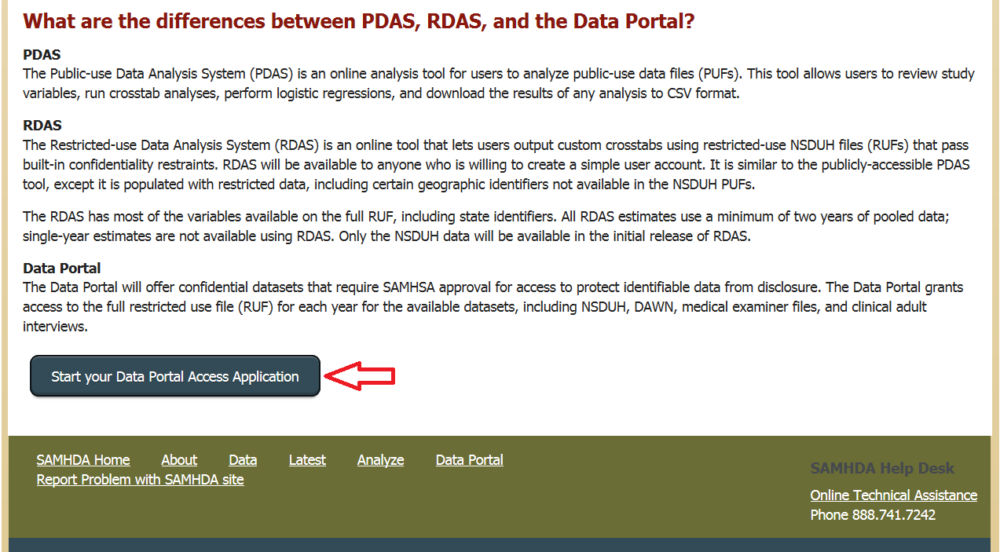 What are the differences between PDAS, RDAS, and the Data Portal?
PDAS
The Public-use Data Analysis System (PDAS) is an online analysis tool for users to analyze public-use data files (PUFs). This tool allows users to review study
variables, run crosstab analyses, perform logistic regressions, and download the results of any analysis to CSV format.
RDAS
The Restricted-use Data Analysis System (RDAS) is an online tool that lets users output custom crosstabs using restricted-use NSDUH files (RUFs) that pass
built-in confidentiality restraints. RDAS will be available to anyone who is willing to create a simple user account. It is similar to the publicly-accessible PDAS
tool, except it is populated with restricted data, including certain geographic identifiers not available in the NSDUH PUFs.
The RDAS has most of the variables available on the full RUF, including state identifiers. All RDAS estimates use a minimum of two years of pooled data;
single-year estimates are not available using RDAS. Only the NSDUH data will be available in the initial release of RDAS.
Data Portal
The Data Portal will offer confidential datasets that require SAMHSA approval for access to protect identifiable data from disclosure. The Data Portal grants
access to the full restricted use file (RUF) for each year for the available datasets, including NSDUH, DAWN, medical examiner files, and clinical adult
interviews.
Start your Data Portal Access Application
SAMHDA Home About Data Latest Analyze Data Portal
Report Problem with SAMHDA site
SAMHDA Help Desk
Online Technical Assistance
Phone 888.741.7242